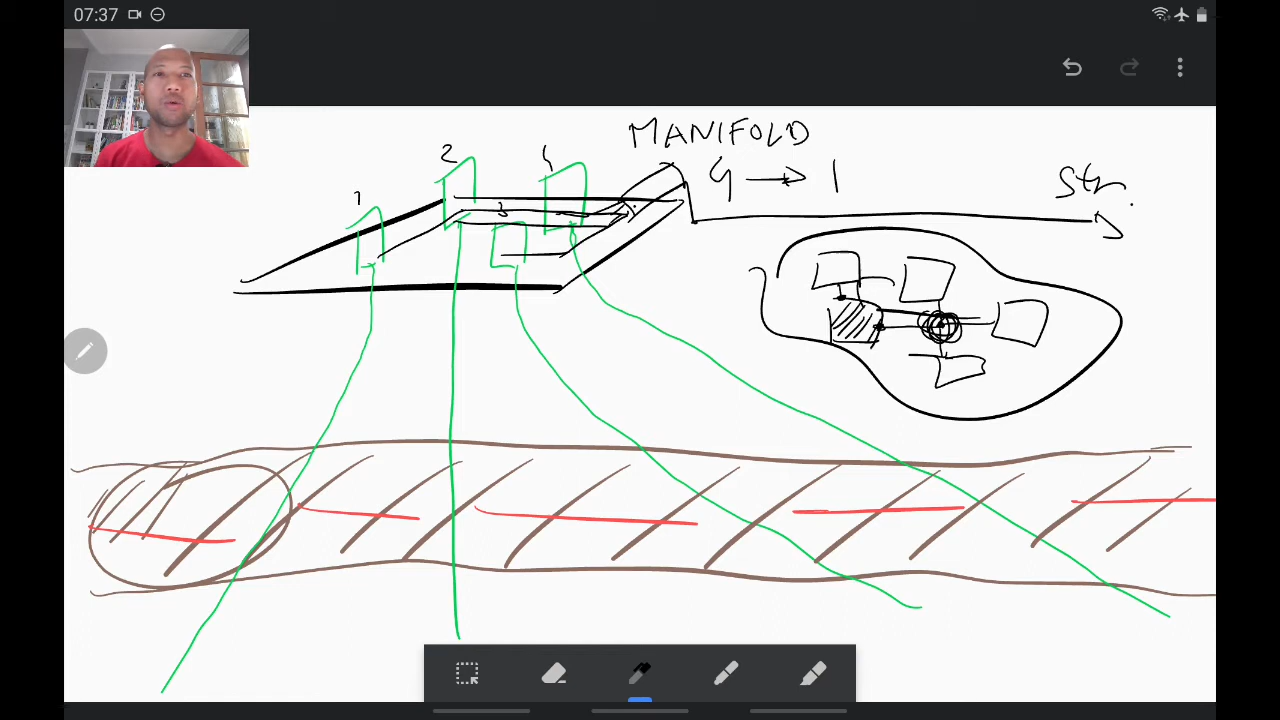 07:37
MANIFOLD
4 → 1
Str.
1
2
3
4